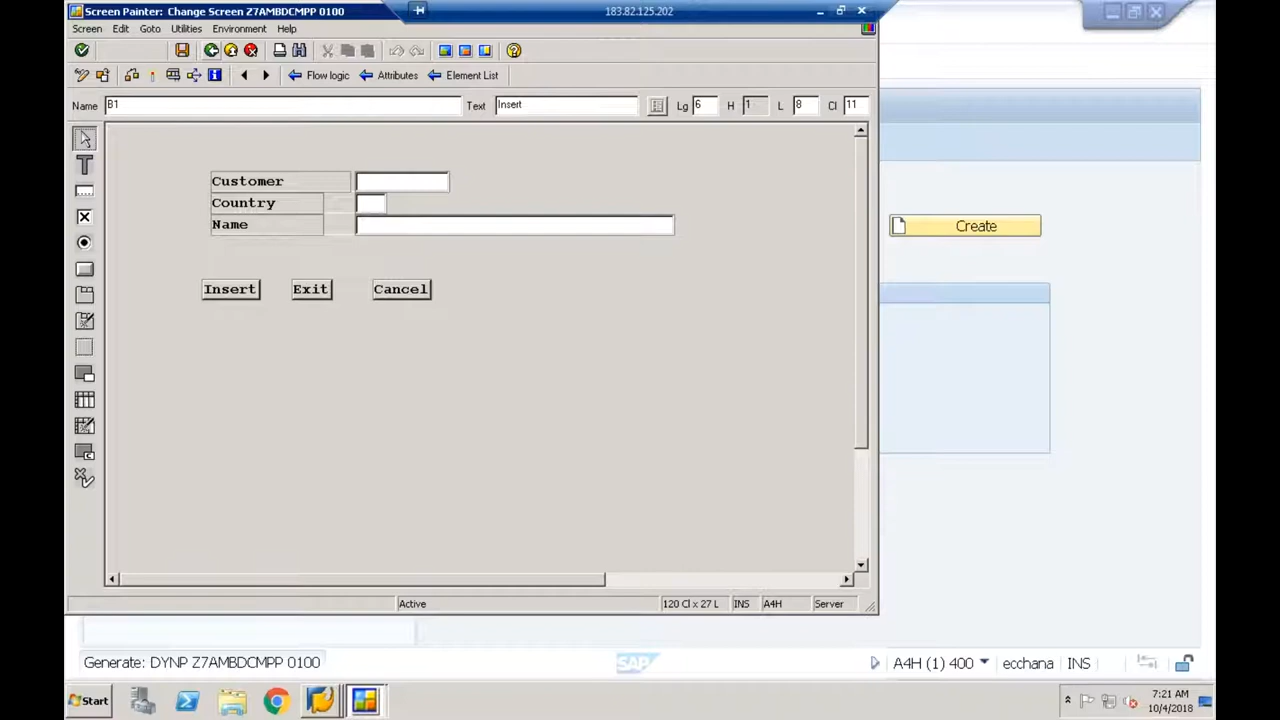 Screen Painter: Change Screen Z7AMBDCMPP 0100
183.82.125.202
Screen Edit Goto Utilities Environment Help
Flow logic Attributes Element List
Name B1 Text Insert Lg 6 H 1 L 8 Cl 11
Customer
Country
Name
Create
Insert Exit Cancel
Active 120 Cl x 27 L INS A4H Server
Generate: DYNP Z7AMBDCMPP 0100 SAP A4H (1) 400 ecchana INS
Start 7:21 AM
10/4/2018